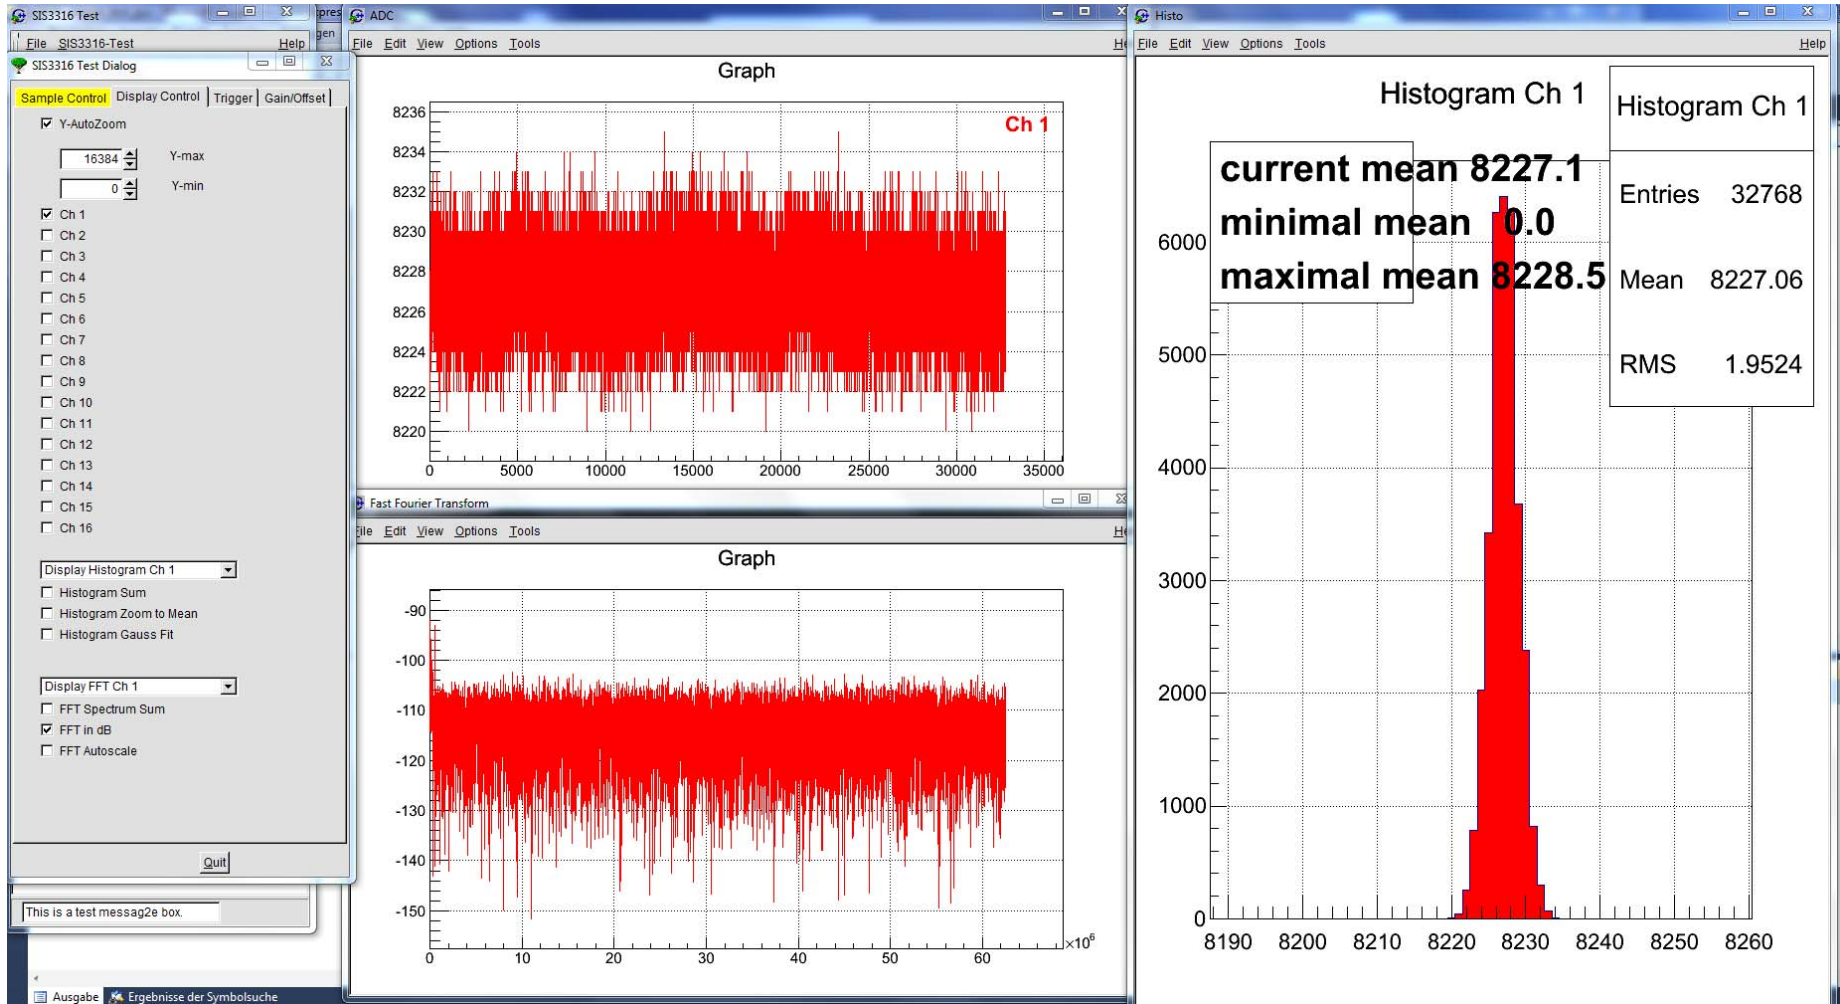 SIS3316 Test
File SIS3316-Test Help
SIS3316 Test Dialog
Sample Control Display Control Trigger Gain/Offset
Y-AutoZoom
16384 Y-max
0 Y-min
Ch 1
Ch 2
Ch 3
Ch 4
Ch 5
Ch 6
Ch 7
Ch 8
Ch 9
Ch 10
Ch 11
Ch 12
Ch 13
Ch 14
Ch 15
Ch 16
Display Histogram Ch 1
Histogram Sum
Histogram Zoom to Mean
Histogram Gauss Fit
Display FFT Ch 1
FFT Spectrum Sum
FFT in dB
FFT Autoscale
Quit
This is a test messag2e box.
Ausgabe Ergebnisse der Symbolsuche
ADC
File Edit View Options Tools
Graph
Ch 1
8236
8234
8232
8230
8228
8226
8224
8222
8220
0 5000 10000 15000 20000 25000 30000 35000
Fast Fourier Transform
File Edit View Options Tools
Graph
-90
-100
-110
-120
-130
-140
-150
0 10 20 30 40 50 60
×10⁶
Histo
File Edit View Options Tools Help
Histogram Ch 1
Histogram Ch 1
Entries 32768
Mean 8227.06
RMS 1.9524
current mean 8227.1
minimal mean 0.0
maximal mean 8228.5
6000
5000
4000
3000
2000
1000
0
8190 8200 8210 8220 8230 8240 8250 8260